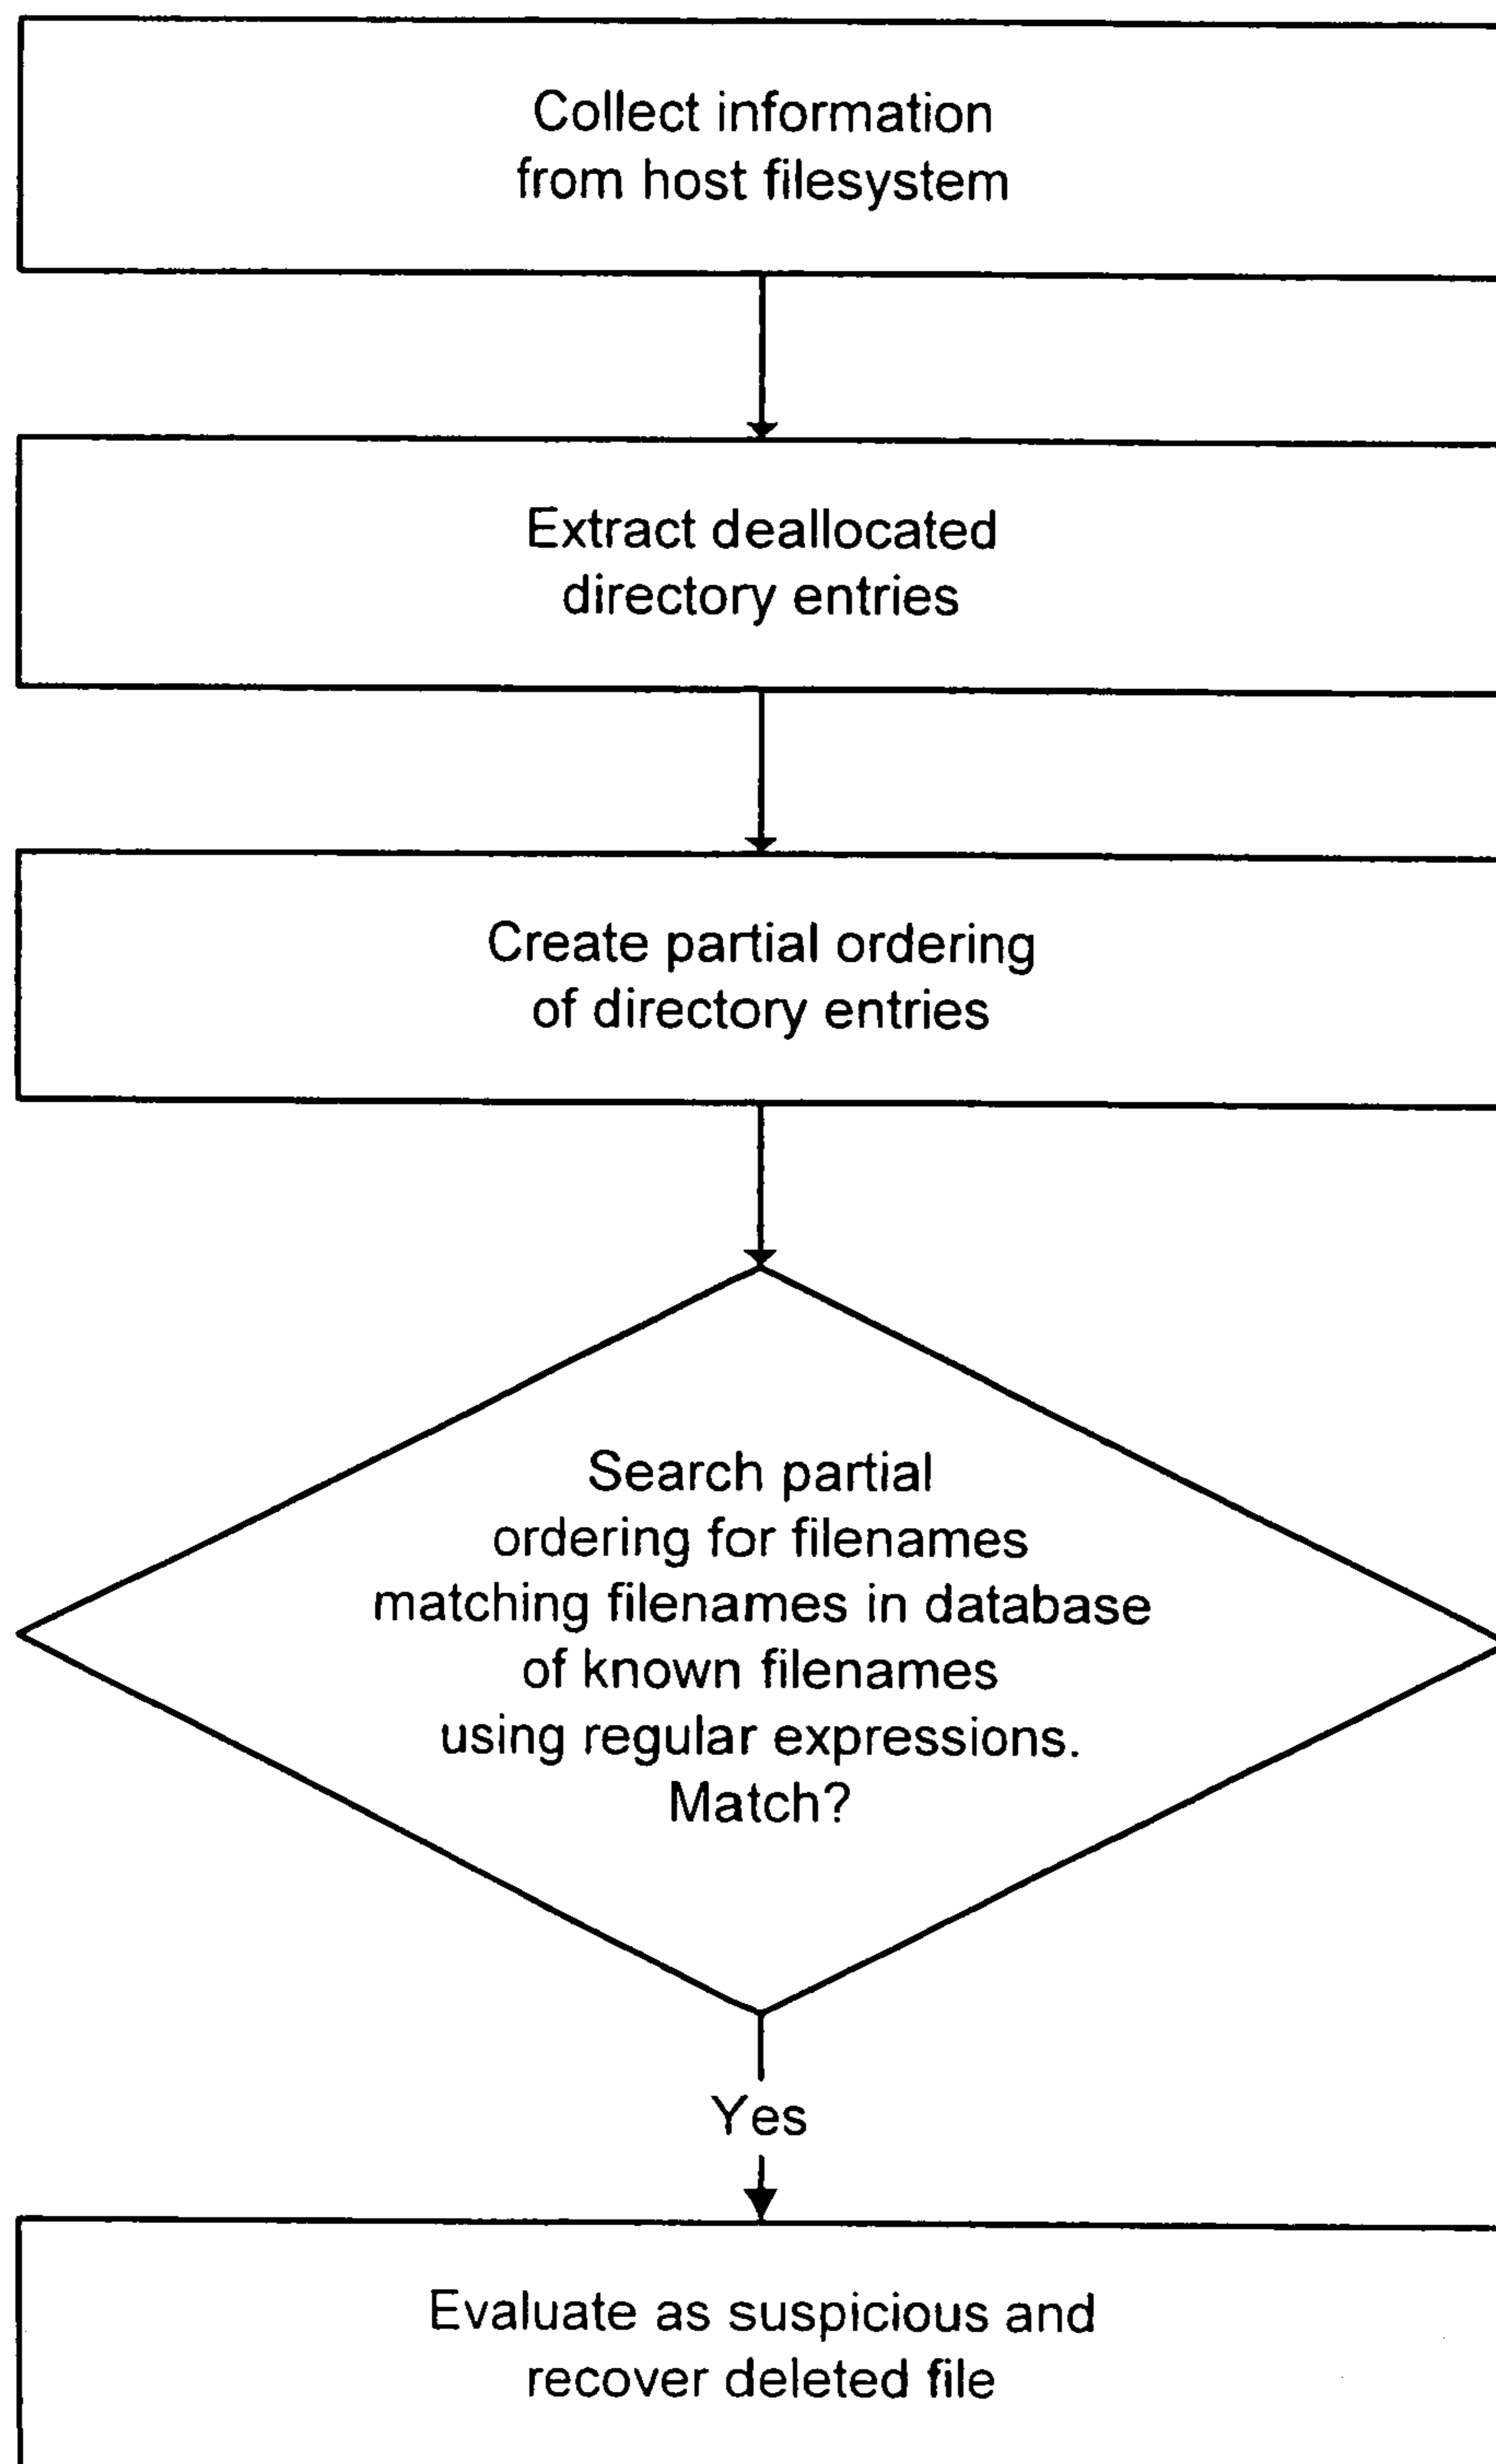 Collect information
from host filesystem
Extract deallocated
directory entries
Create partial ordering
of directory entries
Search partial
ordering for filenames
matching filenames in database
of known filenames
using regular expressions.
Match?
Yes
Evaluate as suspicious and
recover deleted file